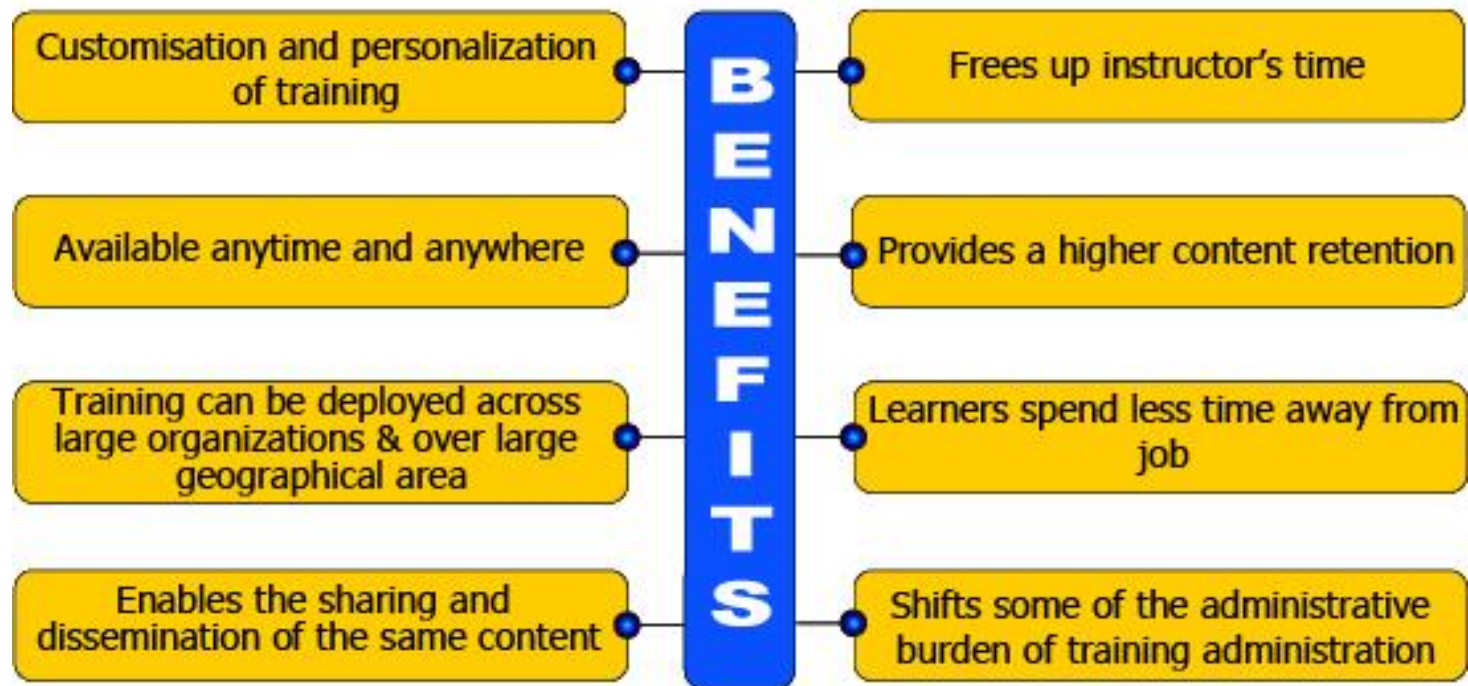 Customisation and personalization
of training
Available anytime and anywhere
Training can be deployed across
large organizations & over large
geographical area
Enables the sharing and
dissemination of the same content
BENEFITS
Frees up instructor's time
Provides a higher content retention
Learners spend less time away from
job
Shifts some of the administrative
burden of training administration